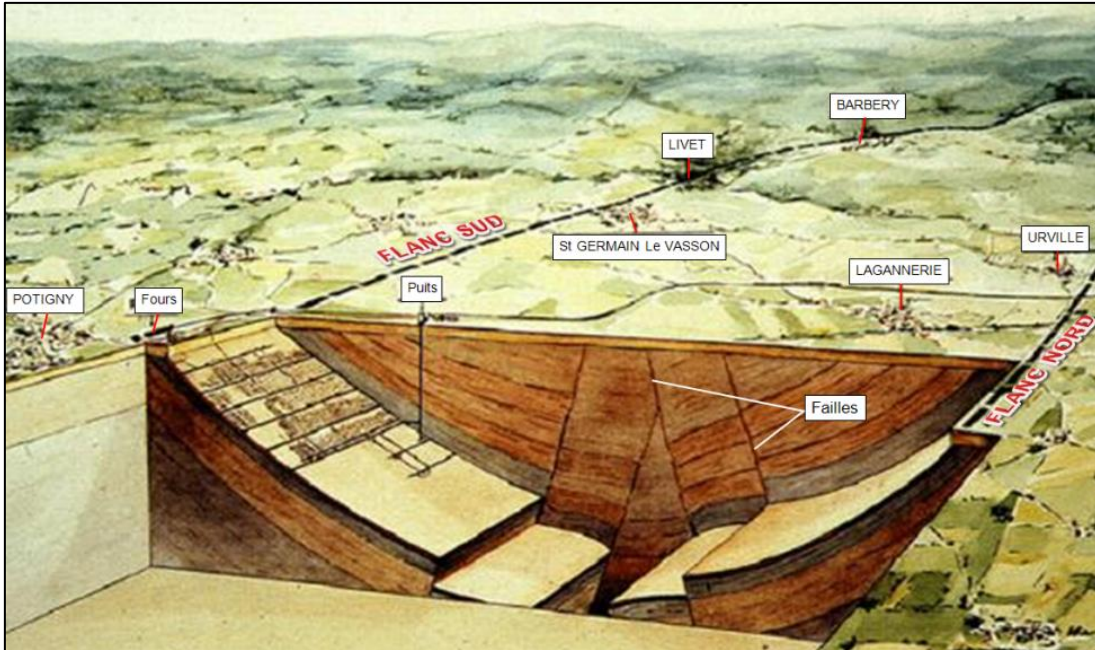 BARBERY
LIVET
FLANC SUD
St GERMAIN Le VASSON
URVILLE
LAGANNERIE
Puits
POTIGNY
Fours
FLANC NORD
Failles